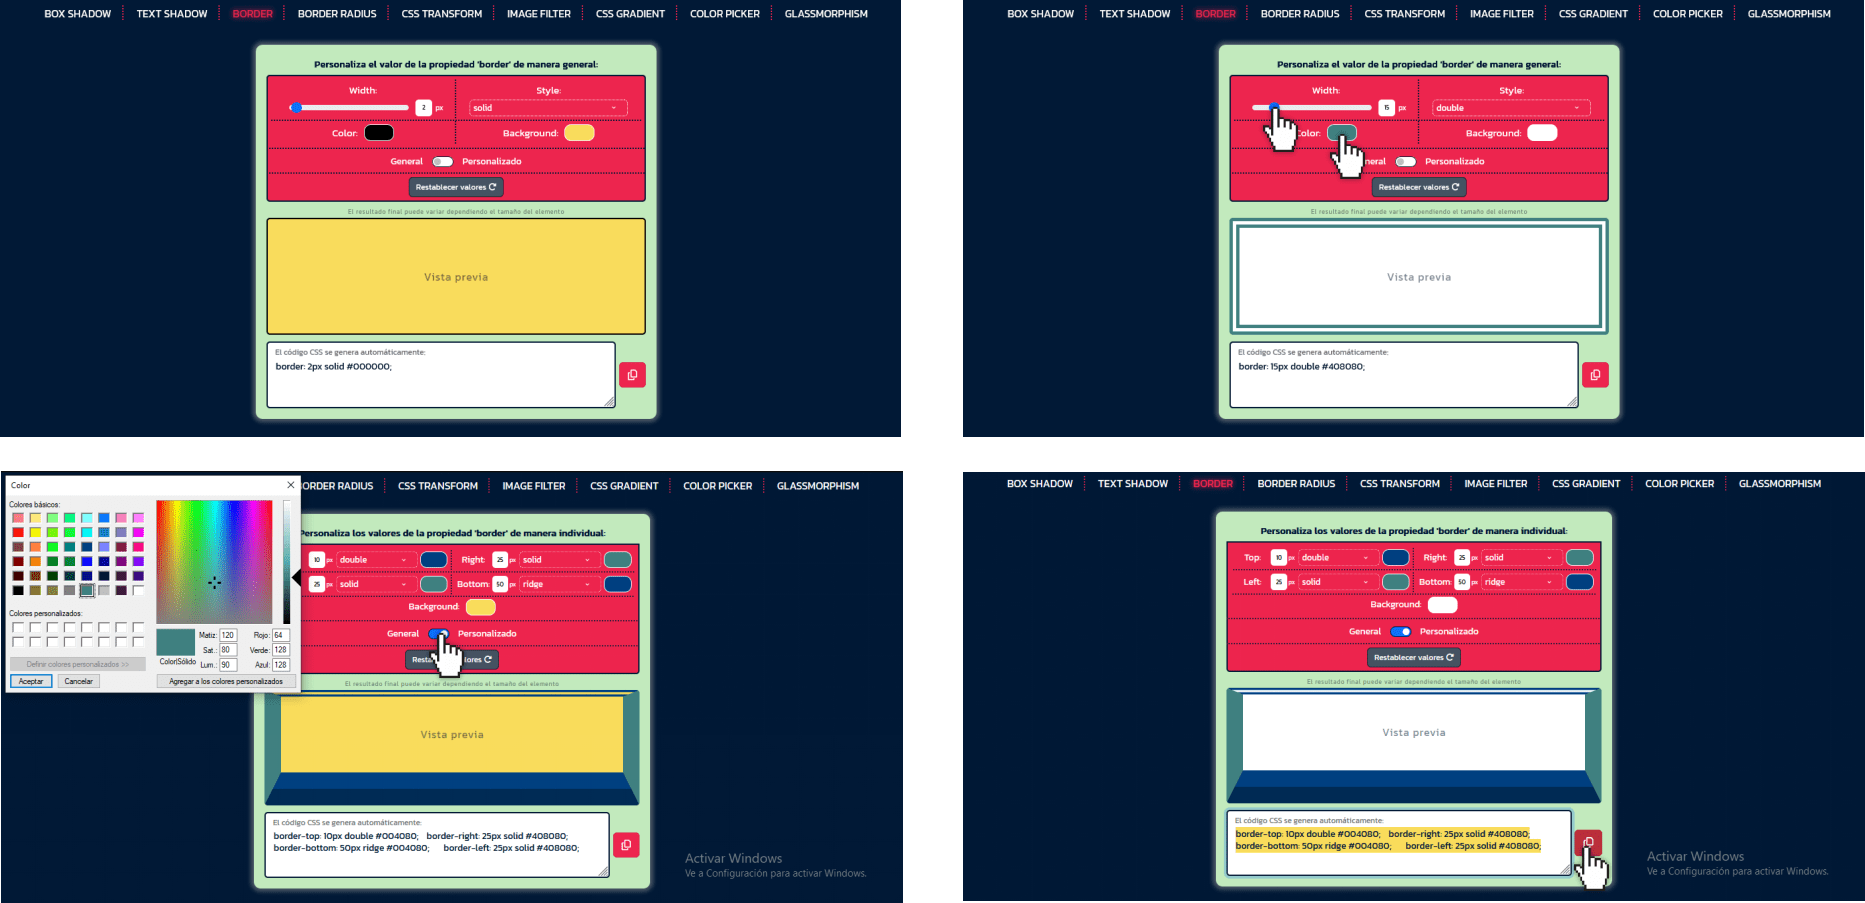 BOX SHADOW TEXT SHADOW BORDER BORDER RADIUS CSS TRANSFORM IMAGE FILTER CSS GRADIENT COLOR PICKER GLASSMORPHISM
Personaliza el valor de la propiedad 'border' de manera general:
Width: Style:
2 px solid
Color: Background:
General Personalizado
Restablecer valores
El resultado final puede variar dependiendo el tamaño del elemento
Vista previa
El código CSS se genera automáticamente:
border: 2px solid #000000;
BOX SHADOW TEXT SHADOW BORDER BORDER RADIUS CSS TRANSFORM IMAGE FILTER CSS GRADIENT COLOR PICKER GLASSMORPHISM
Personaliza el valor de la propiedad 'border' de manera general:
Width: Style:
15 px double
olor: Background:
neral Personalizado
Restablecer valores
El resultado final puede variar dependiendo el tamaño del elemento
Vista previa
El código CSS se genera automáticamente:
border: 15px double #408080;
Color
Colores básicos:
Colores personalizados:
Matiz: 120 Rojo: 64
Sat.: 80 Verde: 128
Color|Sólido Lum.: 90 Azul: 128
Definir colores personalizados >>
Aceptar Cancelar Agregar a los colores personalizados
ORDER RADIUS CSS TRANSFORM IMAGE FILTER CSS GRADIENT COLOR PICKER GLASSMORPHISM
Personaliza los valores de la propiedad 'border' de manera individual:
10 px double Right: 25 px solid
25 px solid Bottom: 50 px ridge
Background:
General Personalizado
Resta lores
El resultado final puede variar dependiendo el tamaño del elemento
Vista previa
El código CSS se genera automáticamente:
border-top: 10px double #004080; border-right: 25px solid #408080;
border-bottom: 50px ridge #004080; border-left: 25px solid #408080;
Activar Windows
Ve a Configuración para activar Windows.
BOX SHADOW TEXT SHADOW BORDER BORDER RADIUS CSS TRANSFORM IMAGE FILTER CSS GRADIENT COLOR PICKER GLASSMORPHISM
Personaliza los valores de la propiedad 'border' de manera individual:
Top: 10 px double Right: 25 px solid
Left: 25 px solid Bottom: 50 px ridge
Background:
General Personalizado
Restablecer valores
El resultado final puede variar dependiendo el tamaño del elemento
Vista previa
El código CSS se genera automáticamente:
border-top: 10px double #004080; border-right: 25px solid #408080;
border-bottom: 50px ridge #004080; border-left: 25px solid #408080;
Activar Windows
Ve a Configuración para activar Windows.